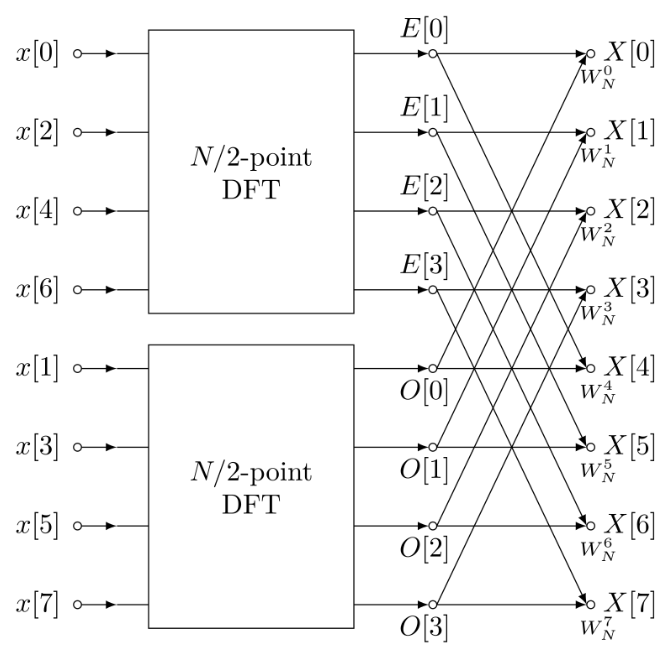 x[0] E[0] X[0]
W_N^0
x[2] E[1] X[1]
W_N^1
N/2-point
DFT
x[4] E[2] X[2]
W_N^2
x[6] E[3] X[3]
W_N^3
x[1] O[0] X[4]
W_N^4
x[3] O[1] X[5]
W_N^5
N/2-point
DFT
x[5] O[2] X[6]
W_N^6
x[7] O[3] X[7]
W_N^7